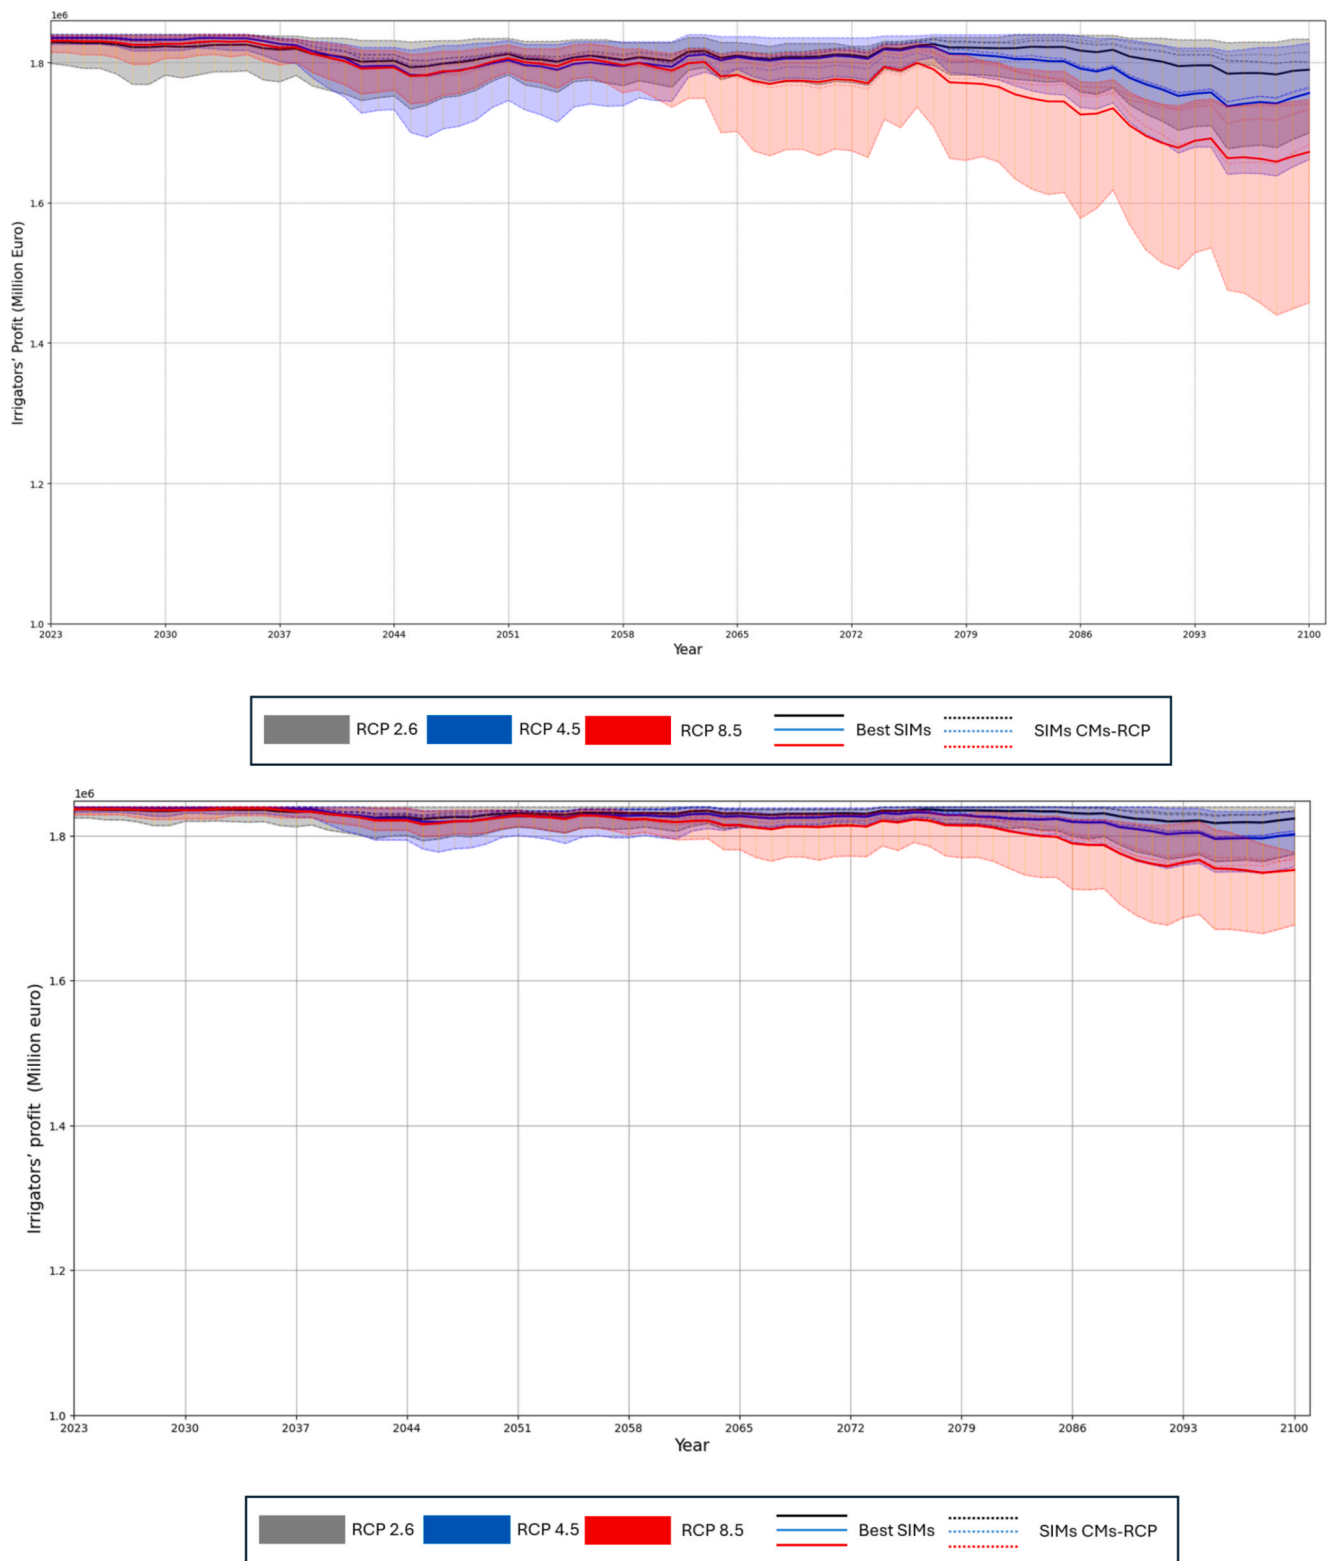 1e6
1.8
1.6
1.4
1.2
1.0
Irrigators’ Profit (Million Euro)
2023 2030 2037 2044 2051 2058 2065 2072 2079 2086 2093 2100
Year
RCP 2.6 RCP 4.5 RCP 8.5 Best SIMs SIMs CMs-RCP
1e6
1.8
1.6
1.4
1.2
1.0
Irrigators’ profit (Million euro)
2023 2030 2037 2044 2051 2058 2065 2072 2079 2086 2093 2100
Year
RCP 2.6 RCP 4.5 RCP 8.5 Best SIMs SIMs CMs-RCP